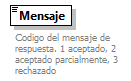 Mensaje
Codigo del mensaje de
respuesta. 1 aceptado, 2
aceptado parcialmente, 3
rechazado